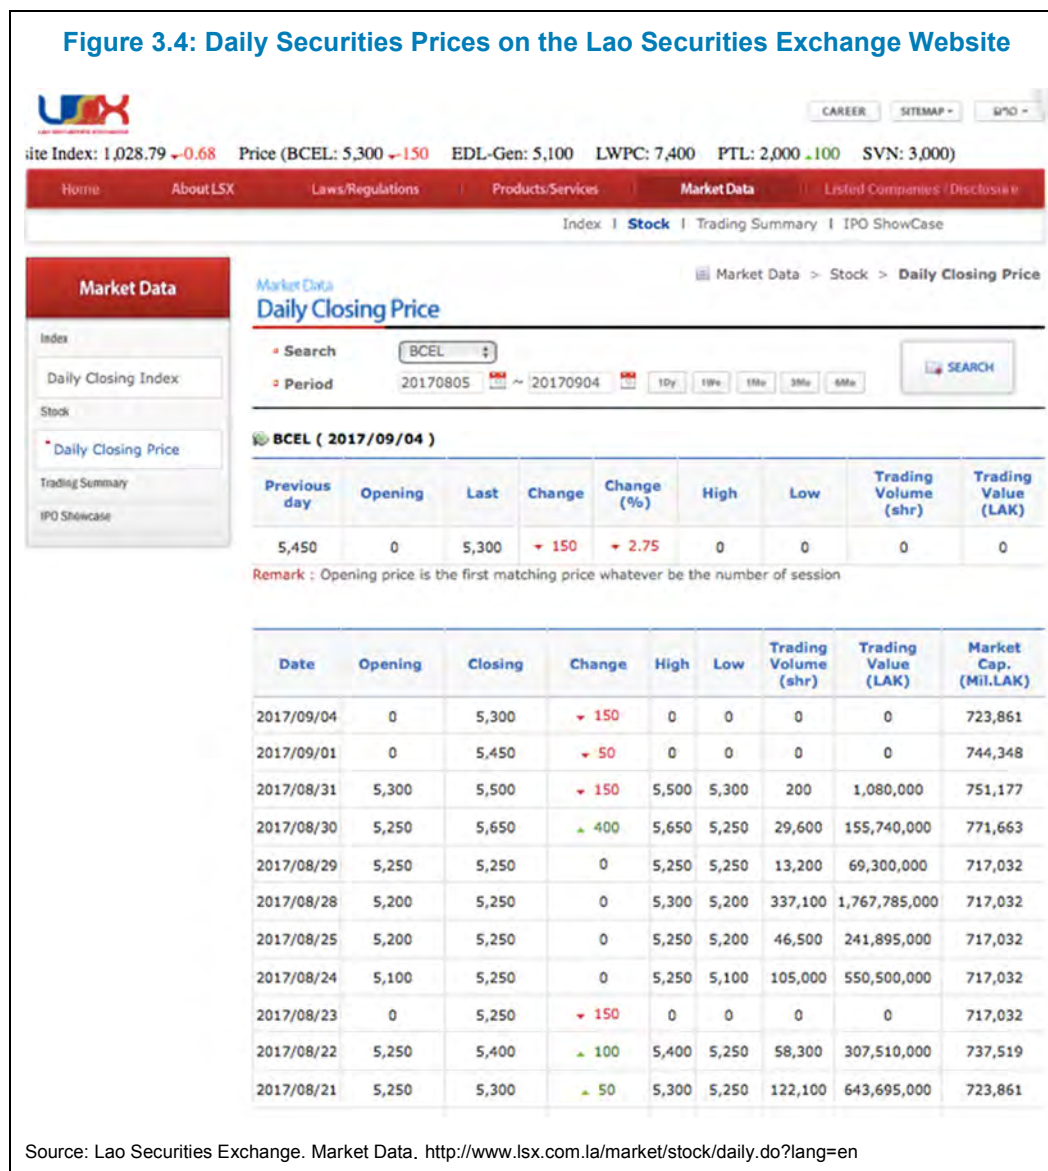 Figure 3.4: Daily Securities Prices on the Lao Securities Exchange Website
LSX
CAREER SITEMAP
site Index: 1,028.79 -0.68 Price (BCEL: 5,300 -150 EDL-Gen: 5,100 LWPC: 7,400 PTL: 2,000 100 SVN: 3,000)
Home About LSX Laws/Regulations Products/Services Market Data Listed Companies / Disclosure
Index | Stock | Trading Summary | IPO ShowCase
Market Data
Index
Daily Closing Index
Stock
Daily Closing Price
Trading Summary
IPO Showcase
Market Data > Stock > Daily Closing Price
Market Data
Daily Closing Price
Search BCEL
Period 20170805 ~ 20170904 1Dy 1We 1Mo 3Mo 6Mo
SEARCH
BCEL ( 2017/09/04 )
Previous day Opening Last Change Change (%) High Low Trading Volume (shr) Trading Value (LAK)
5,450 0 5,300 ▼ 150 ▼ 2.75 0 0 0 0
Remark : Opening price is the first matching price whatever be the number of session
Date Opening Closing Change High Low Trading Volume (shr) Trading Value (LAK) Market Cap. (Mil.LAK)
2017/09/04 0 5,300 ▼ 150 0 0 0 0 723,861
2017/09/01 0 5,450 ▼ 50 0 0 0 0 744,348
2017/08/31 5,300 5,500 ▼ 150 5,500 5,300 200 1,080,000 751,177
2017/08/30 5,250 5,650 ▲ 400 5,650 5,250 29,600 155,740,000 771,663
2017/08/29 5,250 5,250 0 5,250 5,250 13,200 69,300,000 717,032
2017/08/28 5,200 5,250 0 5,300 5,200 337,100 1,767,785,000 717,032
2017/08/25 5,200 5,250 0 5,250 5,200 46,500 241,895,000 717,032
2017/08/24 5,100 5,250 0 5,250 5,100 105,000 550,500,000 717,032
2017/08/23 0 5,250 ▼ 150 0 0 0 0 717,032
2017/08/22 5,250 5,400 ▲ 100 5,400 5,250 58,300 307,510,000 737,519
2017/08/21 5,250 5,300 ▲ 50 5,300 5,250 122,100 643,695,000 723,861
Source: Lao Securities Exchange. Market Data. http://www.lsx.com.la/market/stock/daily.do?lang=en